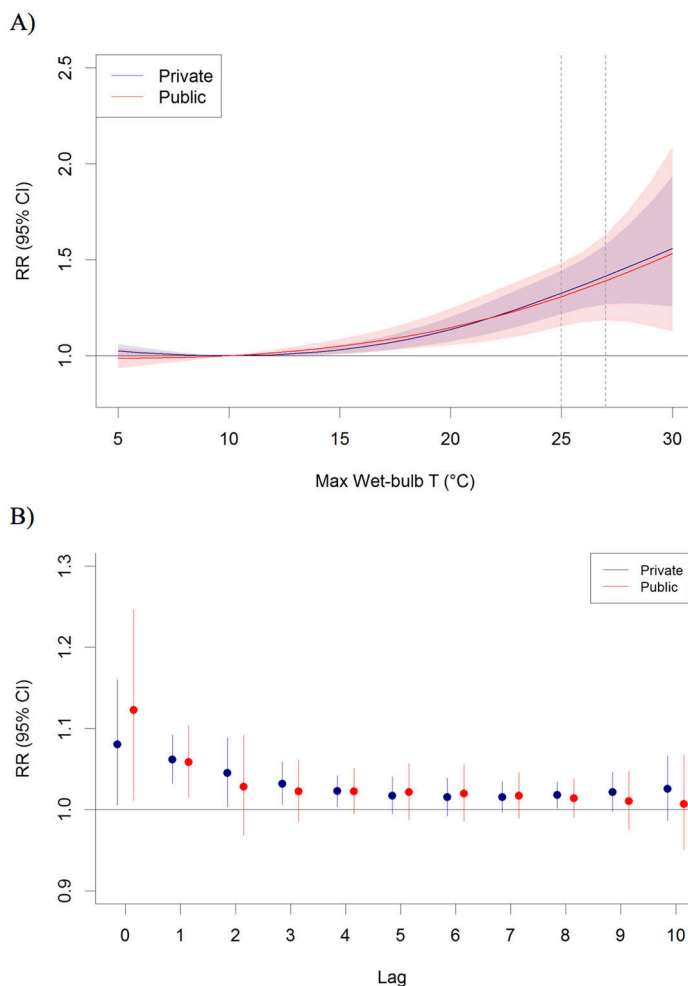 A)
2.5
2.0
1.5
1.0
RR (95% CI)
Private
Public
5 10 15 20 25 30
Max Wet-bulb T (°C)
B)
1.3
1.2
1.1
1.0
0.9
RR (95% CI)
Private
Public
0 1 2 3 4 5 6 7 8 9 10
Lag